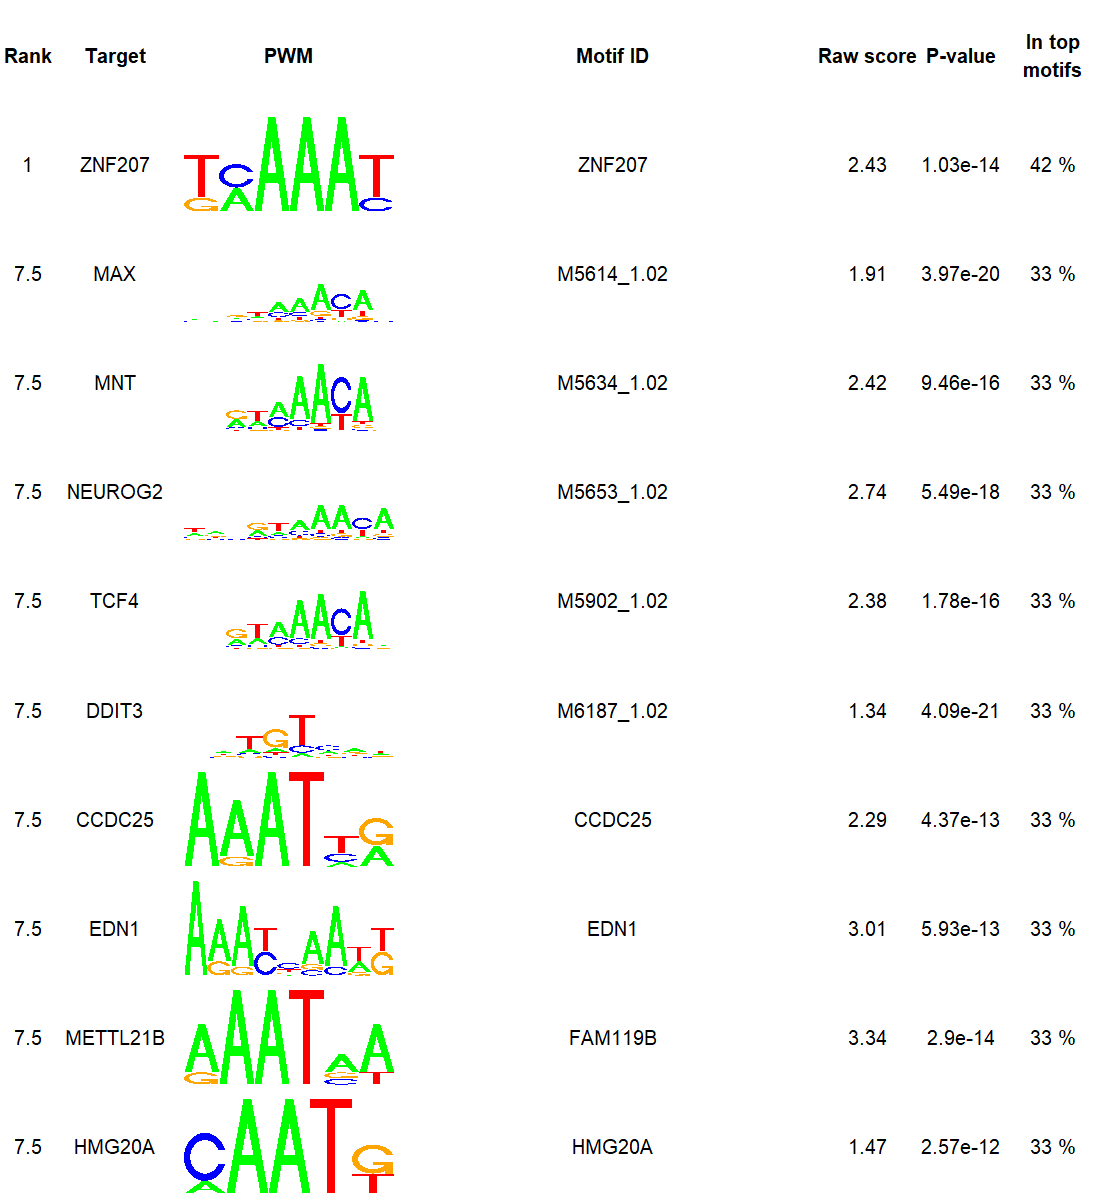 Rank Target PWM Motif ID Raw score P-value In top motifs
1 ZNF207 ZNF207 2.43 1.03e-14 42 %
7.5 MAX M5614_1.02 1.91 3.97e-20 33 %
7.5 MNT M5634_1.02 2.42 9.46e-16 33 %
7.5 NEUROG2 M5653_1.02 2.74 5.49e-18 33 %
7.5 TCF4 M5902_1.02 2.38 1.78e-16 33 %
7.5 DDIT3 M6187_1.02 1.34 4.09e-21 33 %
7.5 CCDC25 CCDC25 2.29 4.37e-13 33 %
7.5 EDN1 EDN1 3.01 5.93e-13 33 %
7.5 METTL21B FAM119B 3.34 2.9e-14 33 %
7.5 HMG20A HMG20A 1.47 2.57e-12 33 %